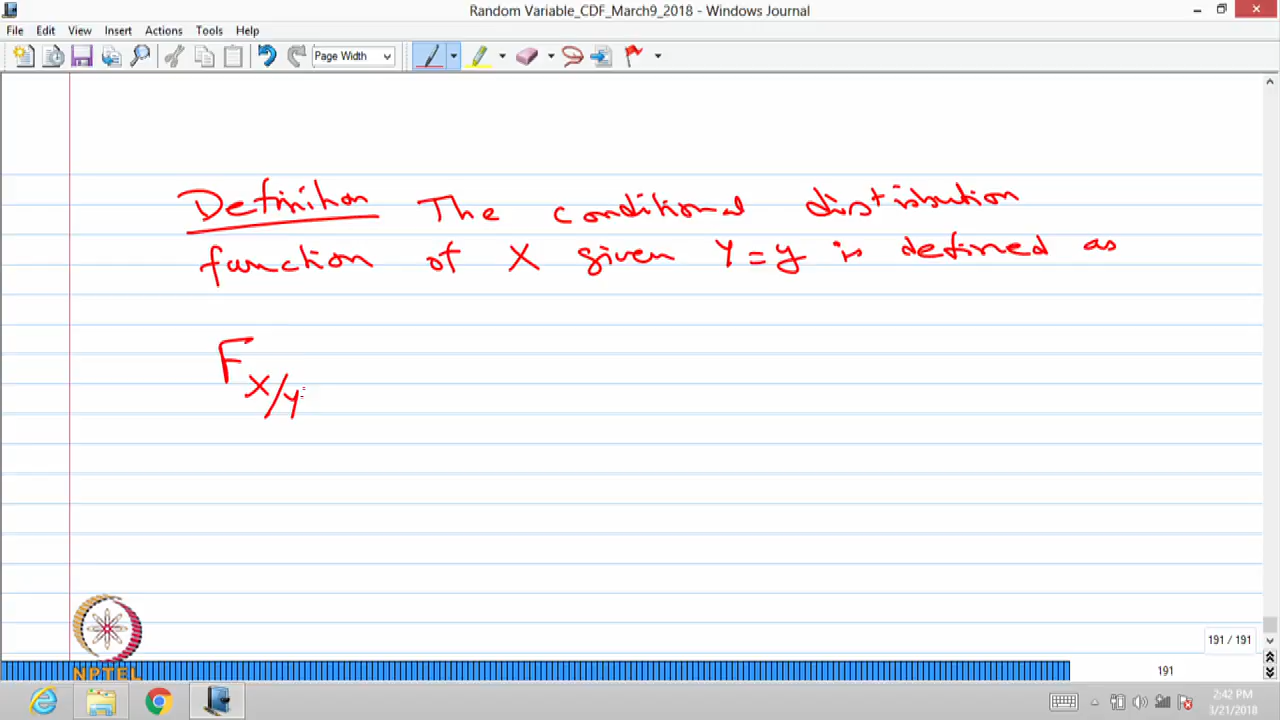 Random Variable_CDF_March9_2018 - Windows Journal
File Edit View Insert Actions Tools Help
Page Width
Definition The conditional distribution
function of X given Y = y is defined as
F X/Y
191 / 191
NPTEL
191
2:42 PM
3/21/2018